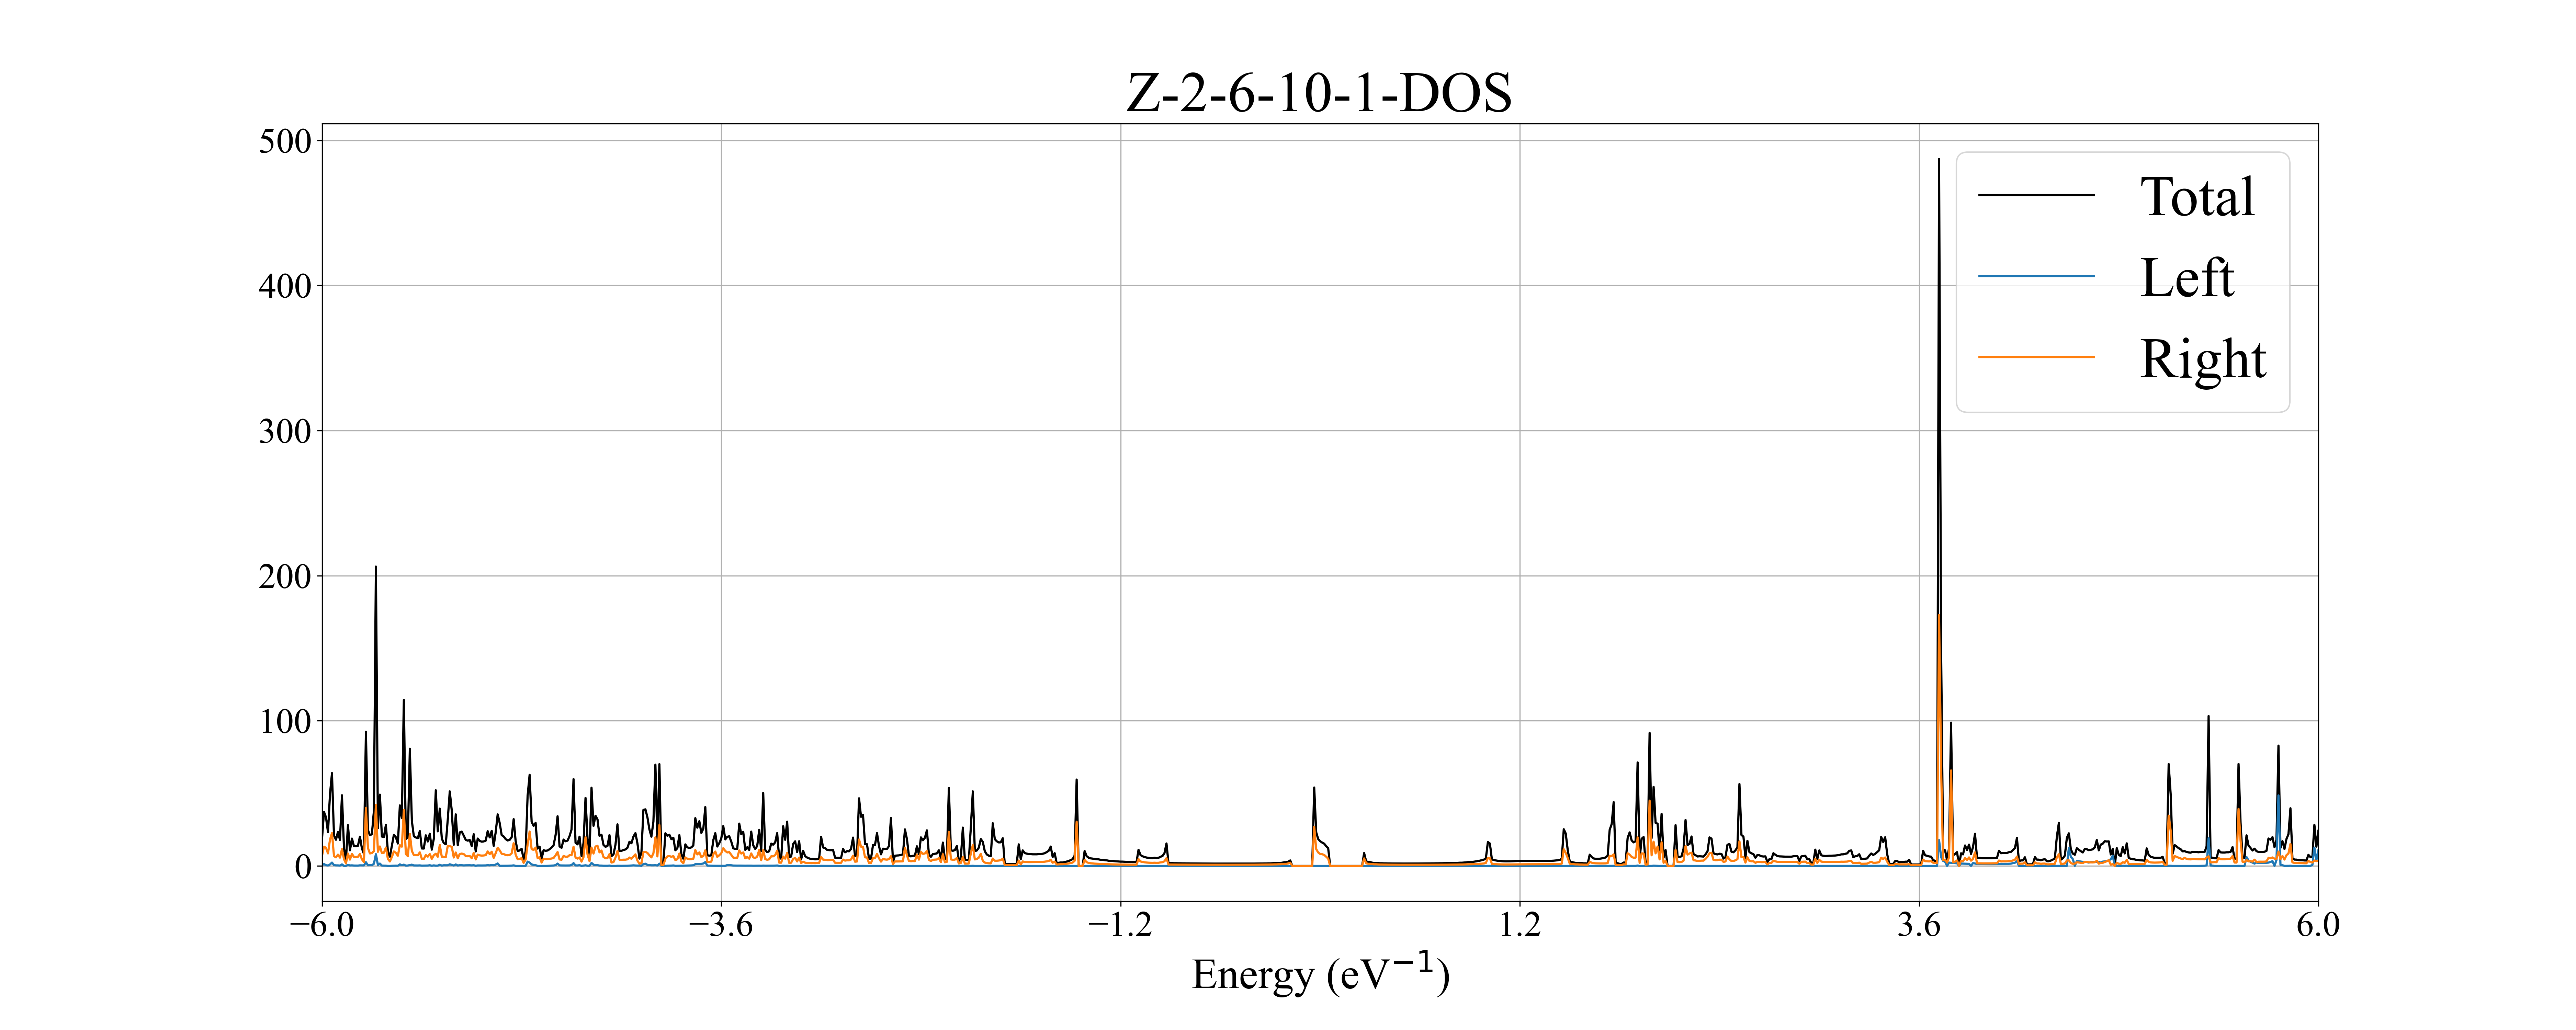 Z-2-6-10-1-DOS
500
400
300
200
100
0
Total
Left
Right
−6.0 −3.6 −1.2 1.2 3.6 6.0
Energy (eV⁻¹)